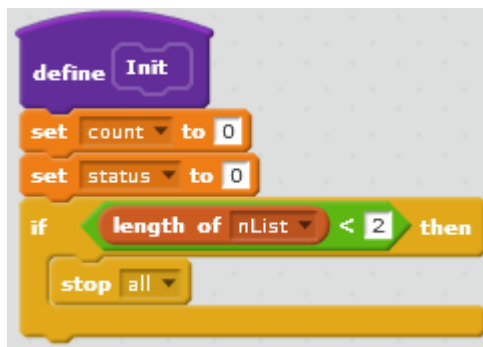 define Init
set count to 0
set status to 0
if length of nList < 2 then
stop all